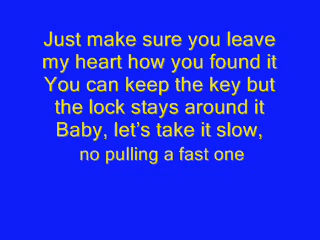 Just make sure you leave
my heart how you found it
You can keep the key but
the lock stays around it
Baby, let’s take it slow,
no pulling a fast one